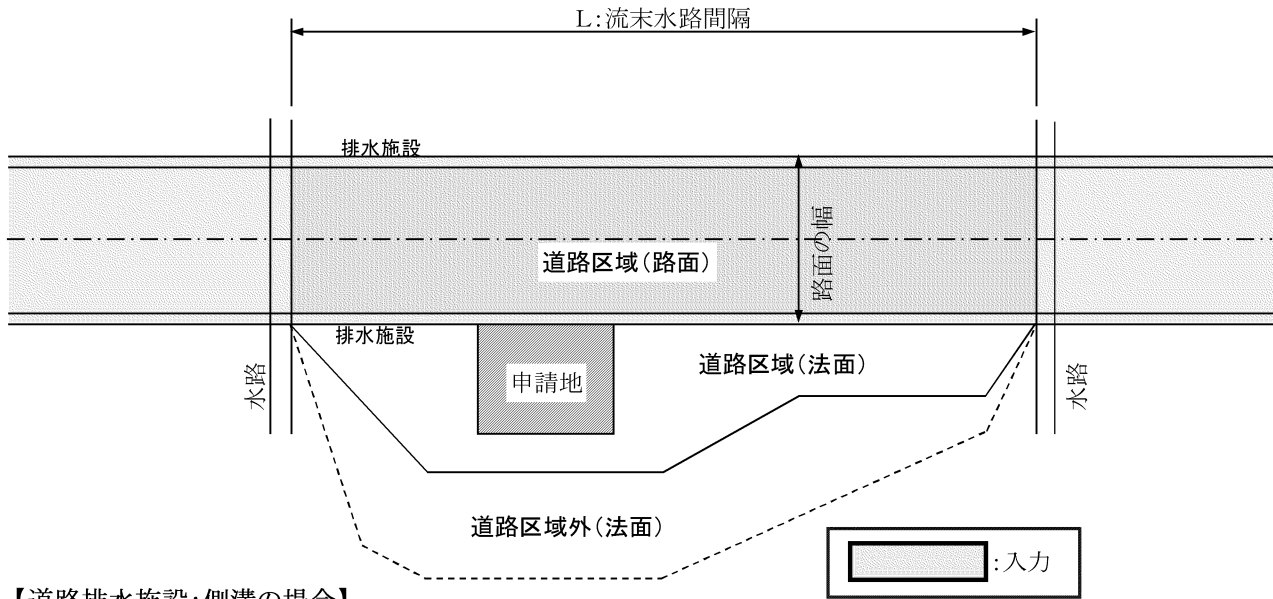 L:流末水路間隔
排水施設
路面の幅
道路区域(路面)
排水施設
道路区域(法面)
水路
申請地
水路
道路区域外(法面)
:入力
【道路排水施設:側溝の場合】